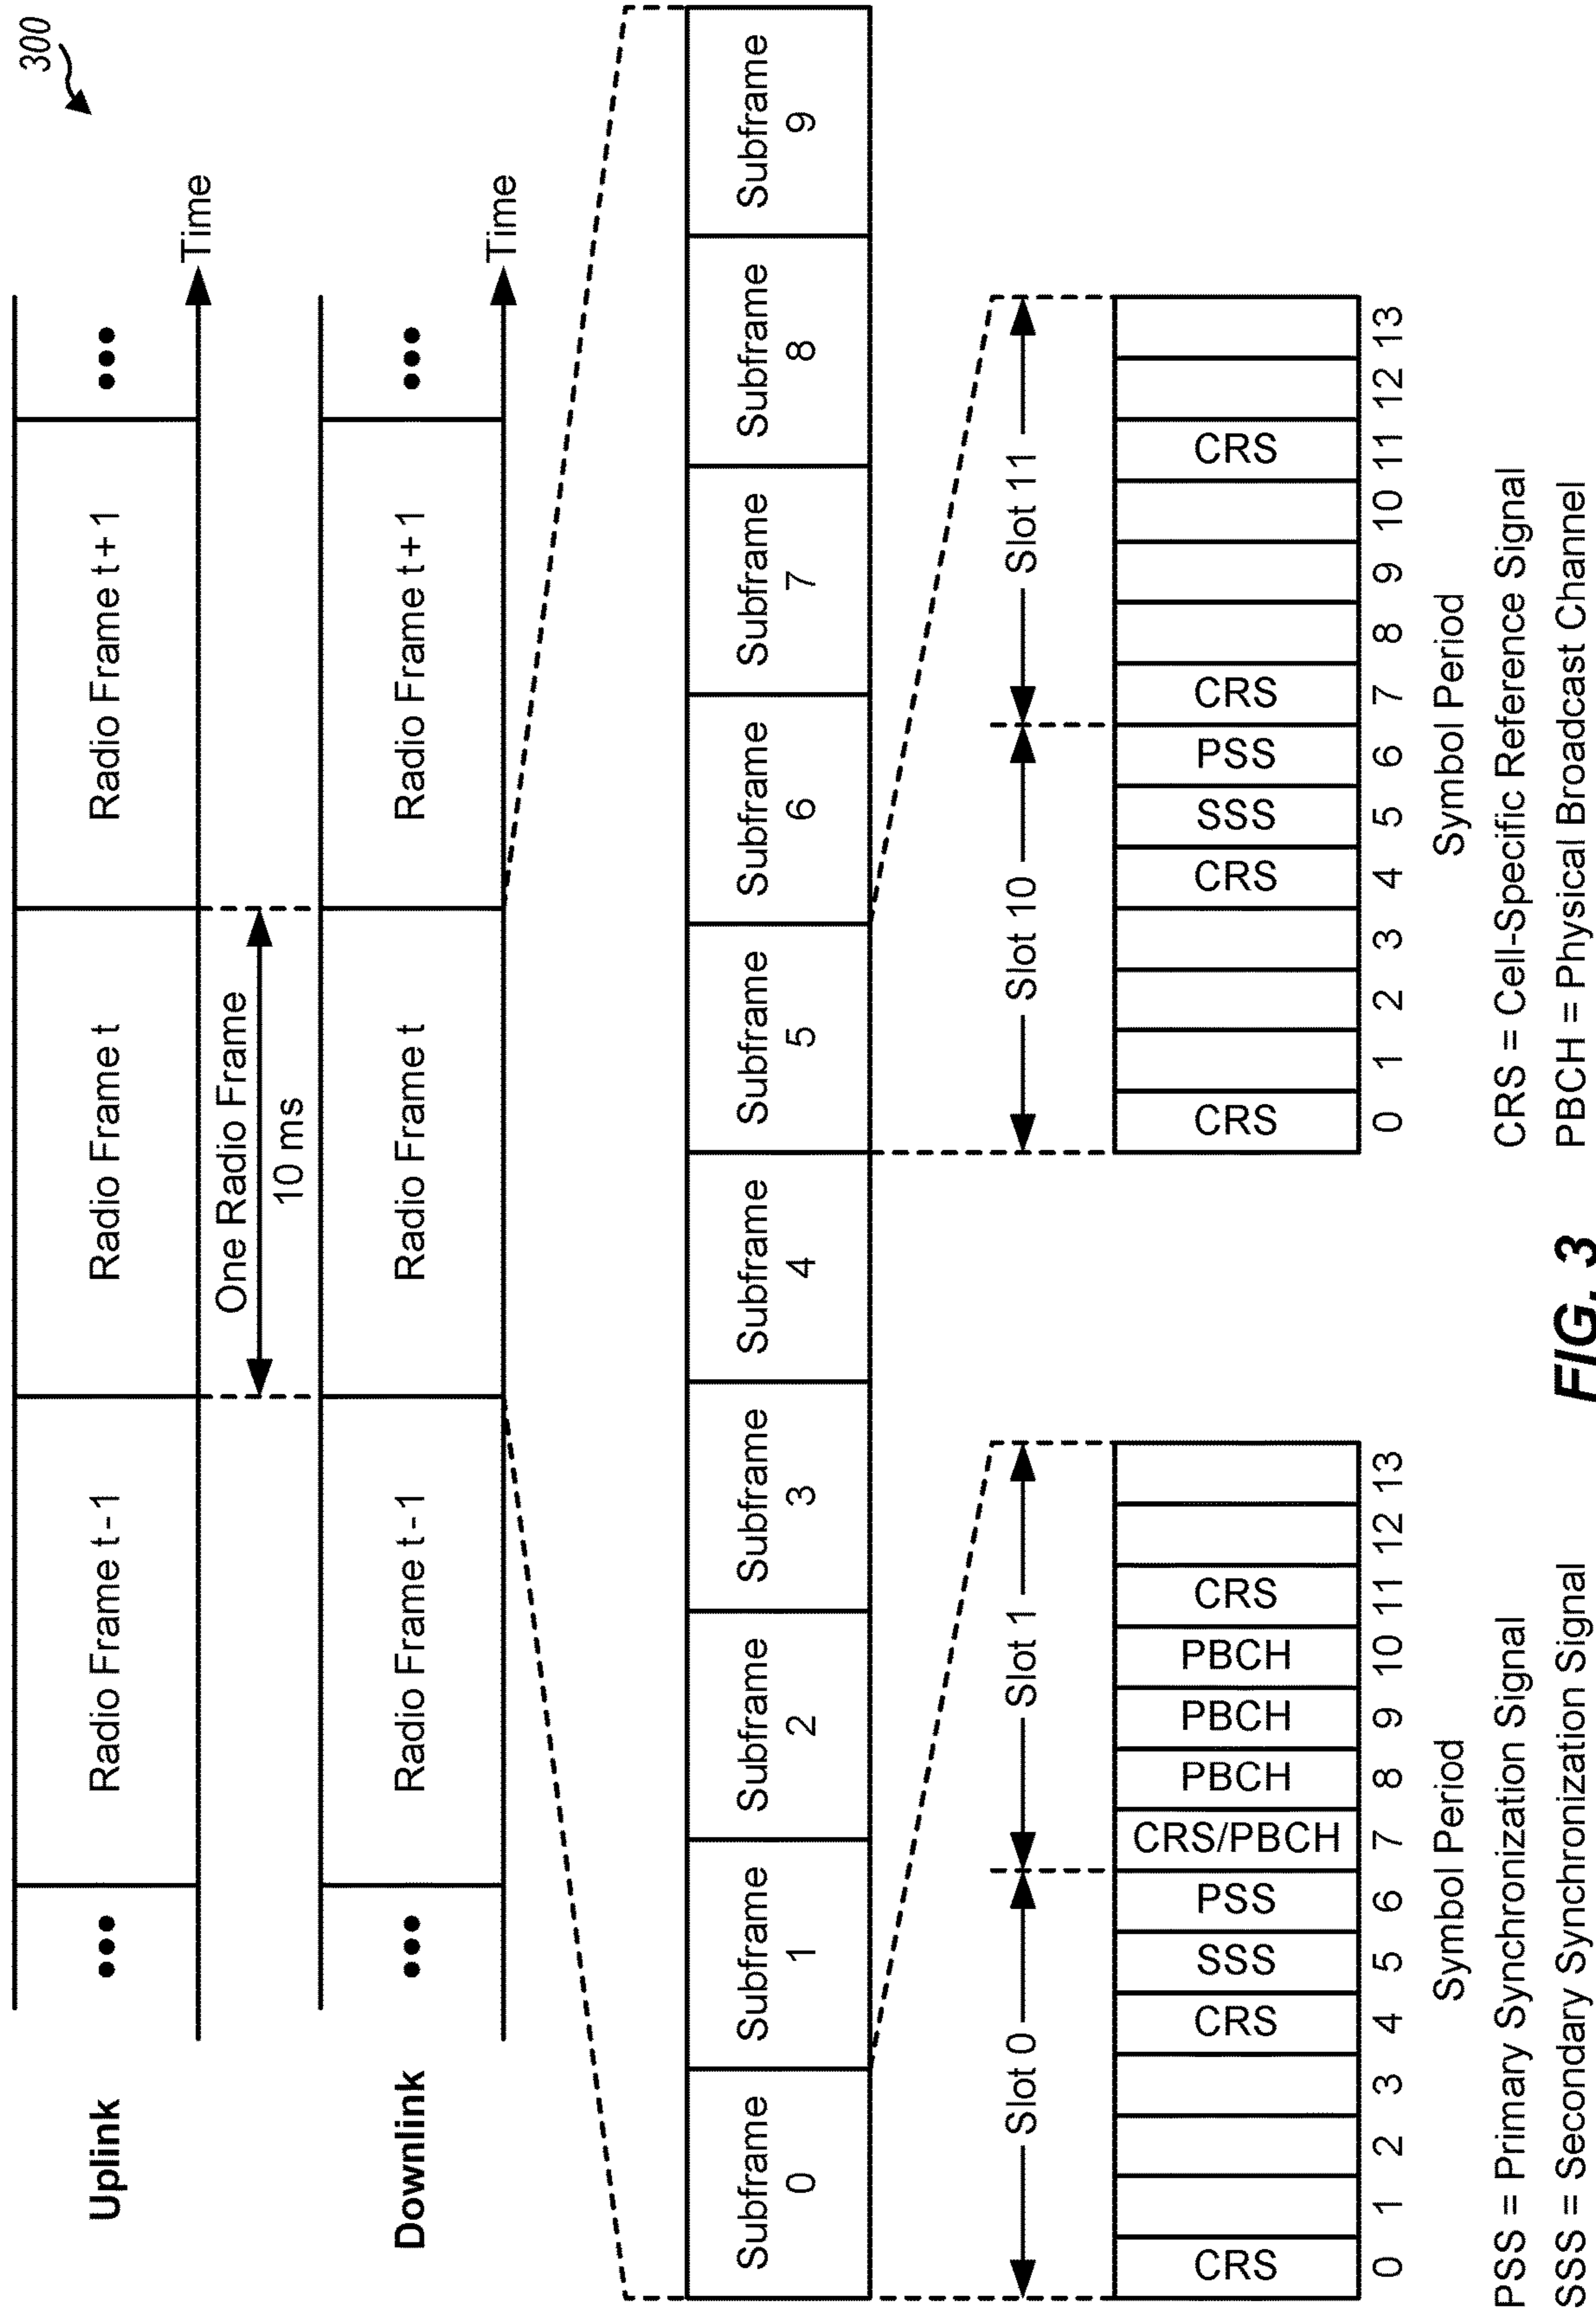 300
Uplink
Radio Frame t - 1
Radio Frame t
Radio Frame t + 1
Time
One Radio Frame
10 ms
Downlink
Radio Frame t - 1
Radio Frame t
Radio Frame t + 1
Time
Subframe 0
Subframe 1
Subframe 2
Subframe 3
Subframe 4
Subframe 5
Subframe 6
Subframe 7
Subframe 8
Subframe 9
Slot 0
Slot 1
CRS CRS SSS PSS CRS/PBCH PBCH PBCH PBCH CRS
0 1 2 3 4 5 6 7 8 9 10 11 12 13
Symbol Period
Slot 10
Slot 11
CRS CRS SSS PSS CRS CRS
0 1 2 3 4 5 6 7 8 9 10 11 12 13
Symbol Period
PSS = Primary Synchronization Signal
SSS = Secondary Synchronization Signal
CRS = Cell-Specific Reference Signal
PBCH = Physical Broadcast Channel
FIG. 3